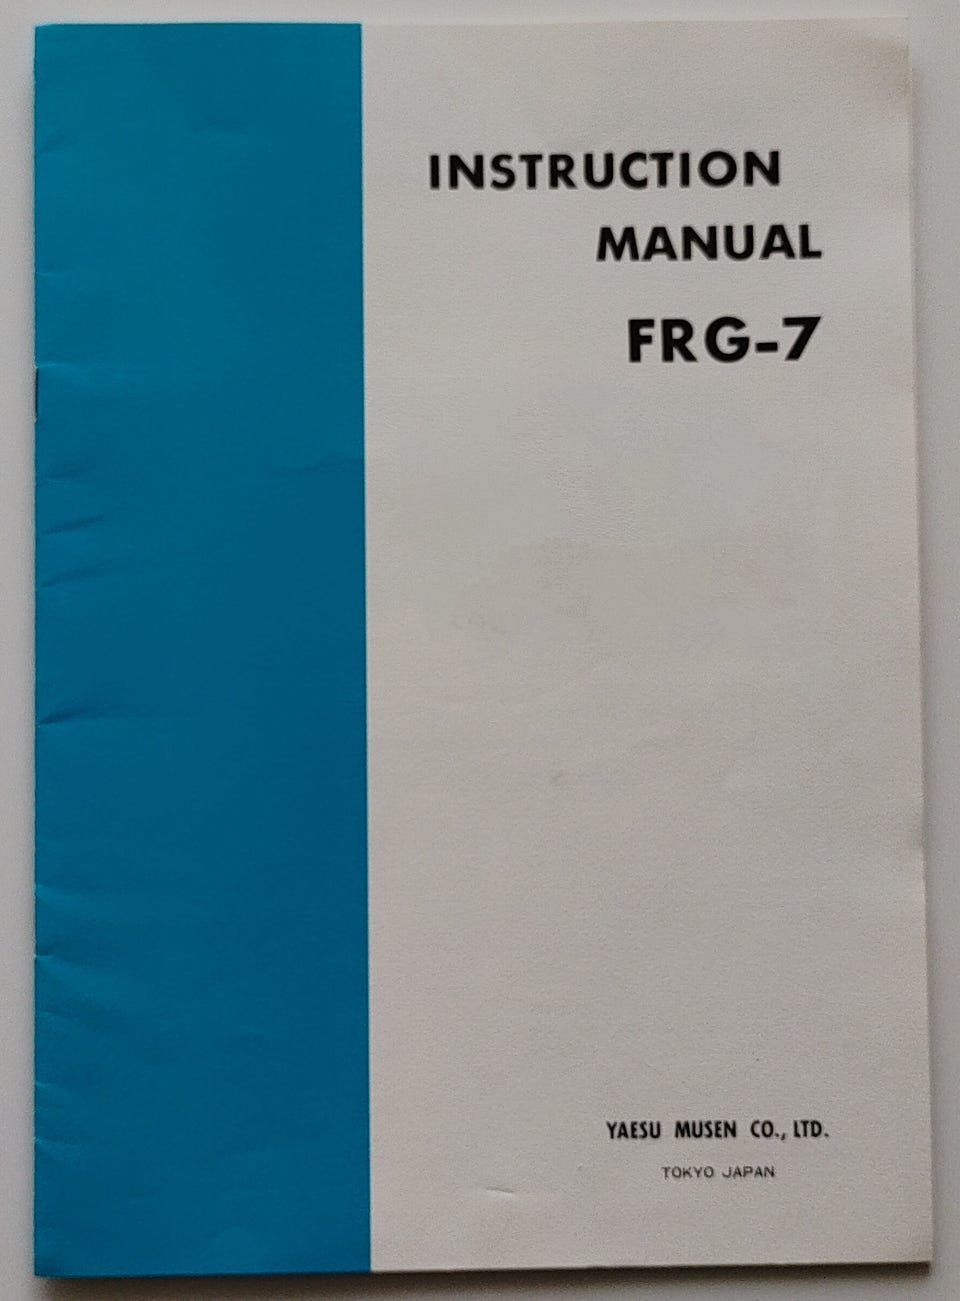 INSTRUCTION
MANUAL
FRG-7
YAESU MUSEN CO., LTD.
TOKYO JAPAN